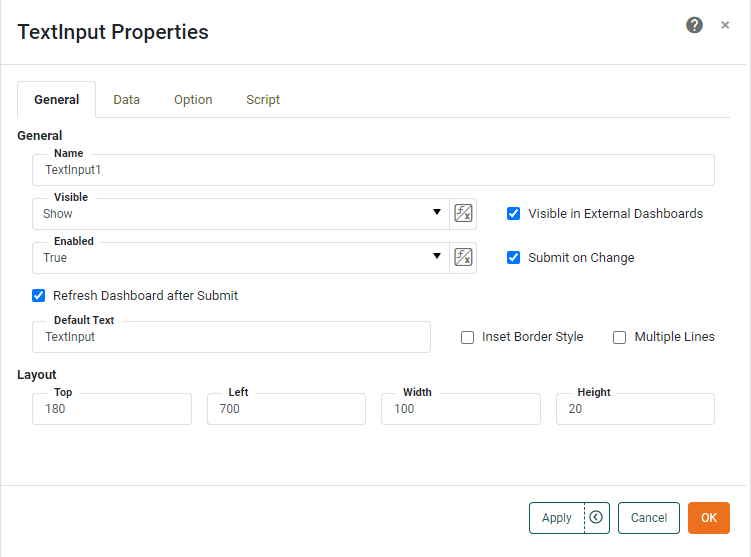 TextInput Properties
General Data Option Script
General
Name
TextInput1
Visible
Show
Visible in External Dashboards
Enabled
True
Submit on Change
Refresh Dashboard after Submit
Default Text
TextInput
Inset Border Style
Multiple Lines
Layout
Top
180
Left
700
Width
100
Height
20
Apply
Cancel
OK